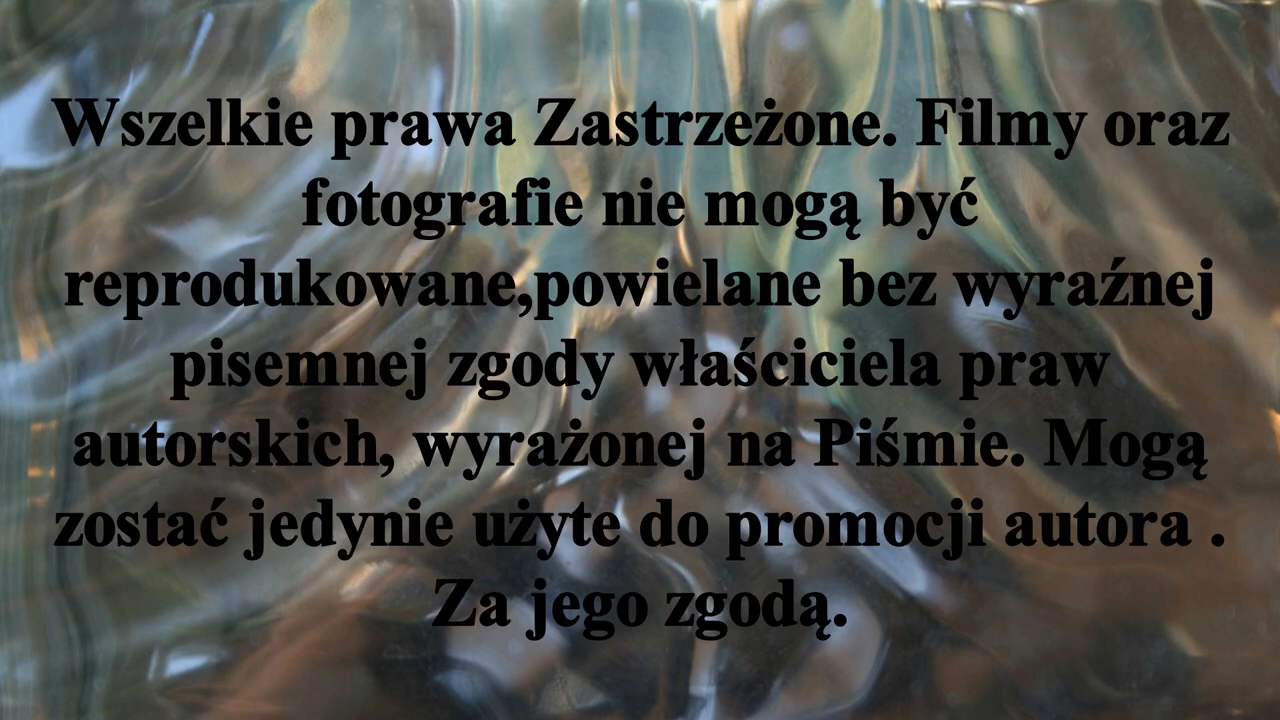 Wszelkie prawa Zastrzeżone. Filmy oraz
fotografie nie mogą być
reprodukowane,powielane bez wyraźnej
pisemnej zgody właściciela praw
autorskich, wyrażonej na Piśmie. Mogą
zostać jedynie użyte do promocji autora .
Za jego zgodą.